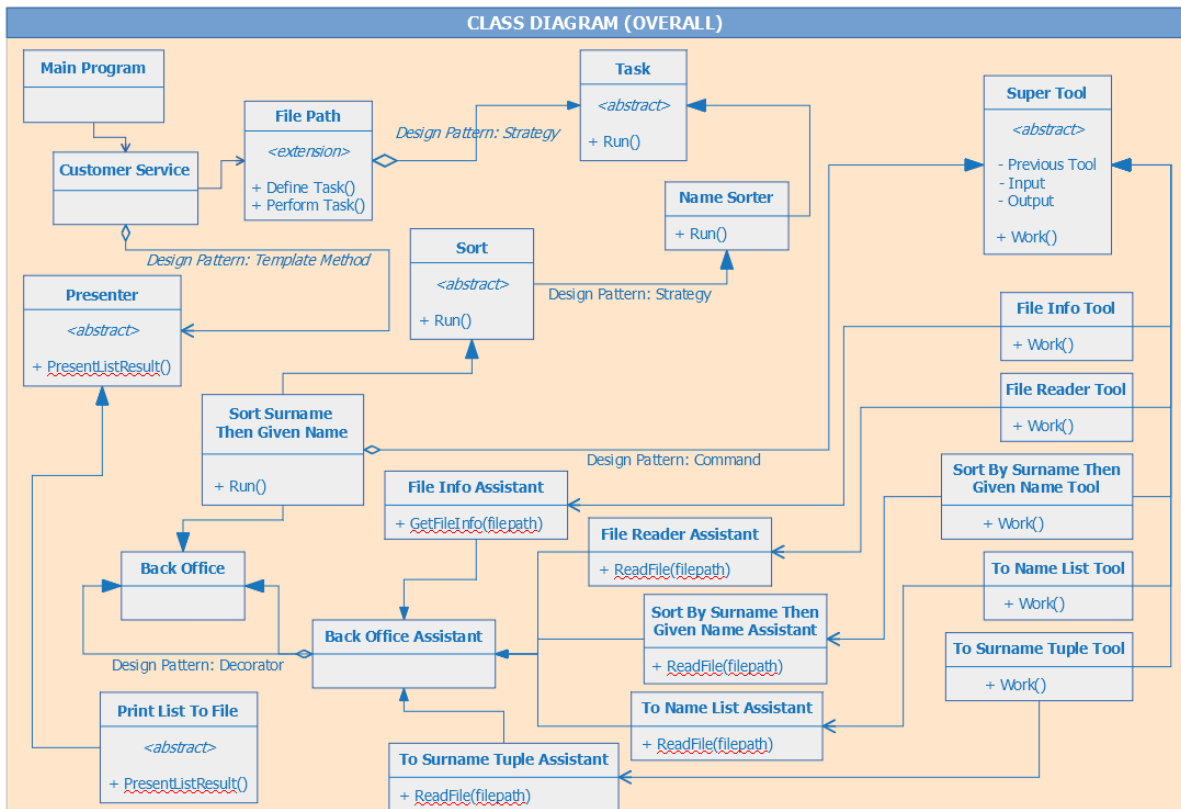 CLASS DIAGRAM (OVERALL)
Main Program
Customer Service
File Path
<extension>
+ Define Task()
+ Perform Task()
Design Pattern: Strategy
Task
<abstract>
+ Run()
Super Tool
<abstract>
- Previous Tool
- Input
- Output
+ Work()
Name Sorter
+ Run()
Design Pattern: Template Method
Sort
<abstract>
+ Run()
Design Pattern: Strategy
Presenter
<abstract>
+ PresentListResult()
File Info Tool
+ Work()
File Reader Tool
+ Work()
Sort Surname
Then Given Name
+ Run()
Design Pattern: Command
Sort By Surname Then
Given Name Tool
+ Work()
File Info Assistant
+ GetFileInfo(filepath)
File Reader Assistant
+ ReadFile(filepath)
To Name List Tool
+ Work()
Back Office
Sort By Surname Then
Given Name Assistant
+ ReadFile(filepath)
Back Office Assistant
Design Pattern: Decorator
To Surname Tuple Tool
+ Work()
Print List To File
<abstract>
+ PresentListResult()
To Name List Assistant
+ ReadFile(filepath)
To Surname Tuple Assistant
+ ReadFile(filepath)